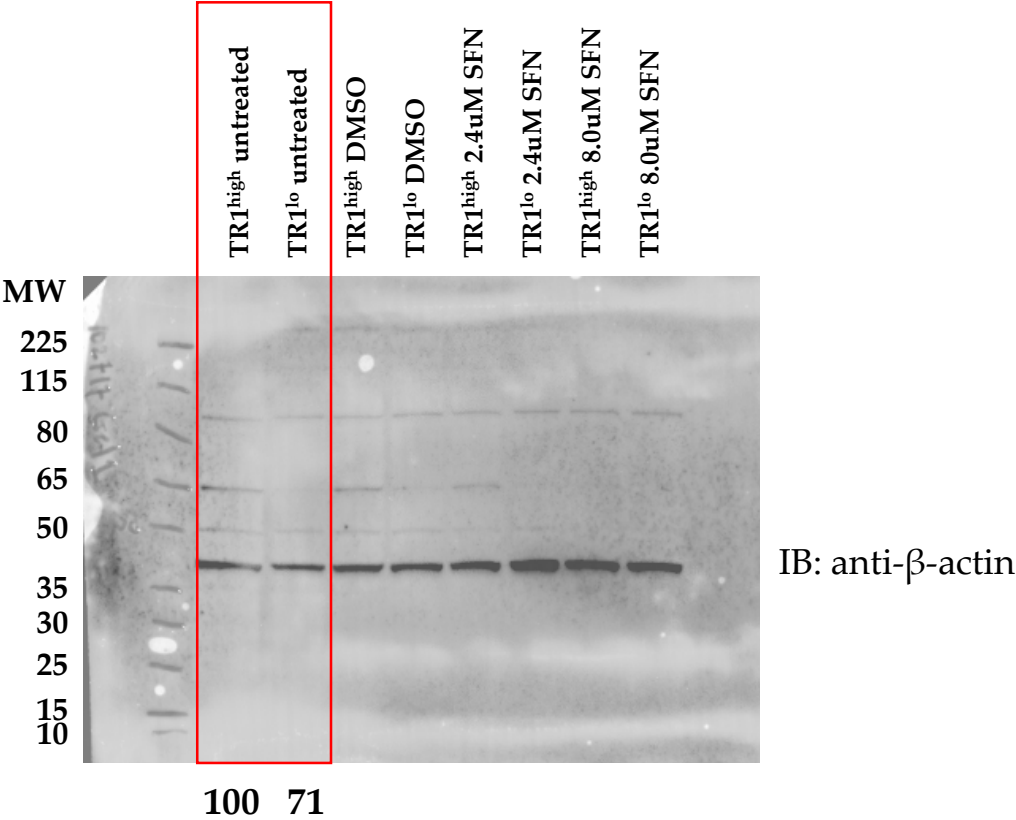 TR1high untreated
TR1lo untreated
TR1high DMSO
TR1lo DMSO
TR1high 2.4uM SFN
TR1lo 2.4uM SFN
TR1high 8.0uM SFN
TR1lo 8.0uM SFN
MW
225
115
80
65
50
35
30
25
15
10
IB: anti-β-actin
100 71